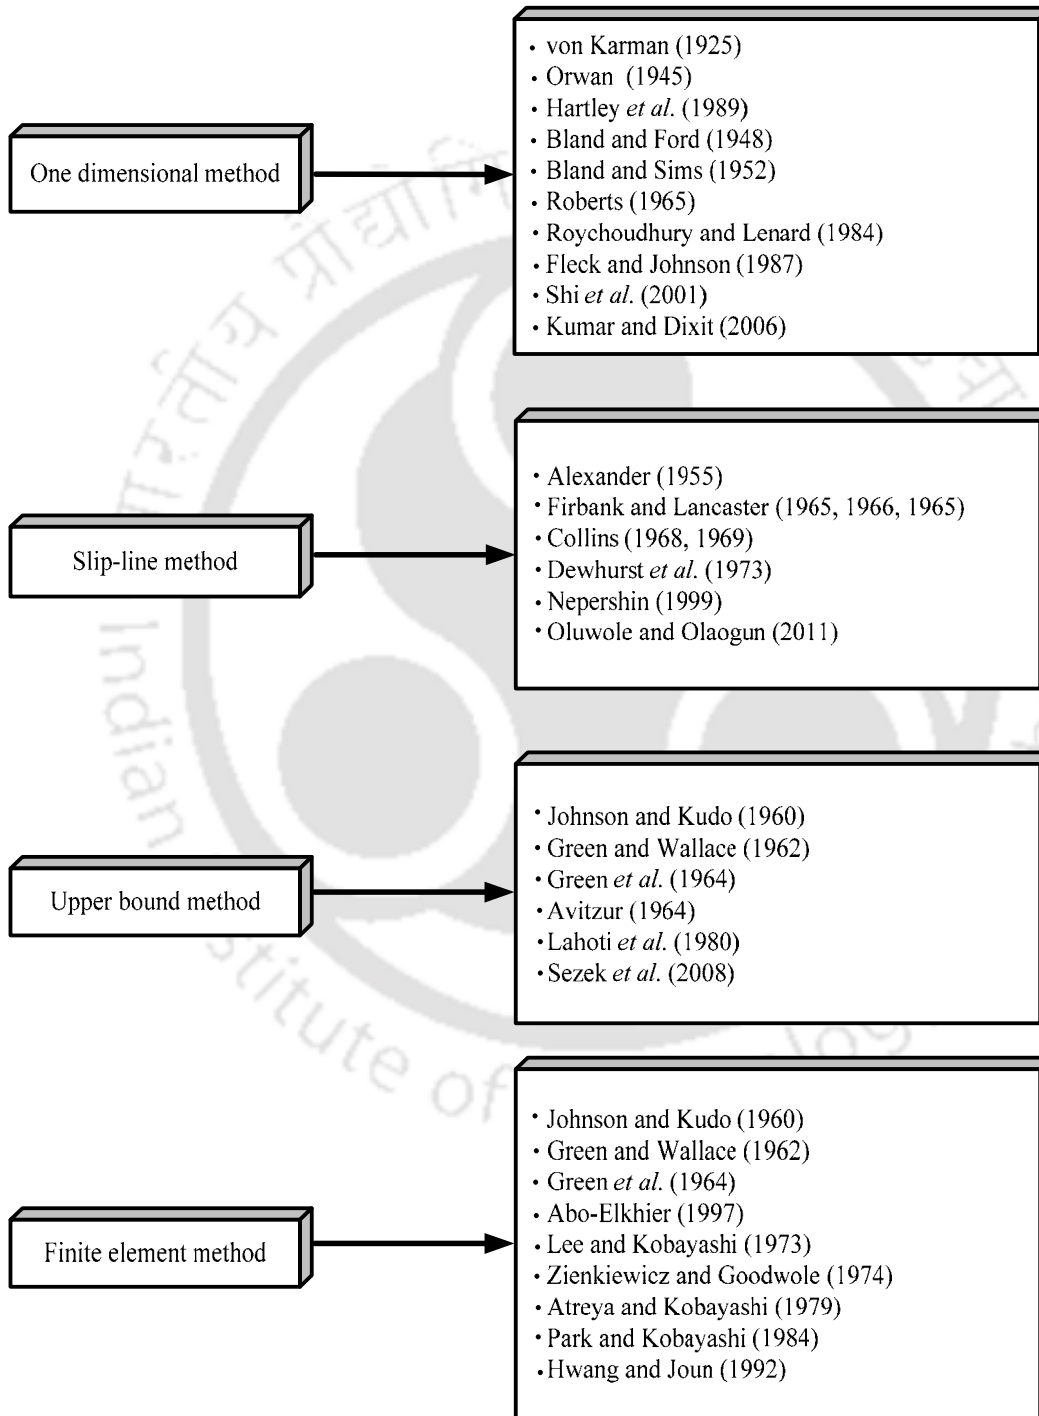 One dimensional method
• von Karman (1925)
• Orwan (1945)
• Hartley et al. (1989)
• Bland and Ford (1948)
• Bland and Sims (1952)
• Roberts (1965)
• Roychoudhury and Lenard (1984)
• Fleck and Johnson (1987)
• Shi et al. (2001)
• Kumar and Dixit (2006)
Slip-line method
• Alexander (1955)
• Firbank and Lancaster (1965, 1966, 1965)
• Collins (1968, 1969)
• Dewhurst et al. (1973)
• Nepershin (1999)
• Oluwole and Olaogun (2011)
Upper bound method
• Johnson and Kudo (1960)
• Green and Wallace (1962)
• Green et al. (1964)
• Avitzur (1964)
• Lahoti et al. (1980)
• Sezek et al. (2008)
Finite element method
• Johnson and Kudo (1960)
• Green and Wallace (1962)
• Green et al. (1964)
• Abo-Elkhier (1997)
• Lee and Kobayashi (1973)
• Zienkiewicz and Goodwole (1974)
• Atreya and Kobayashi (1979)
• Park and Kobayashi (1984)
• Hwang and Joun (1992)
Indian
of